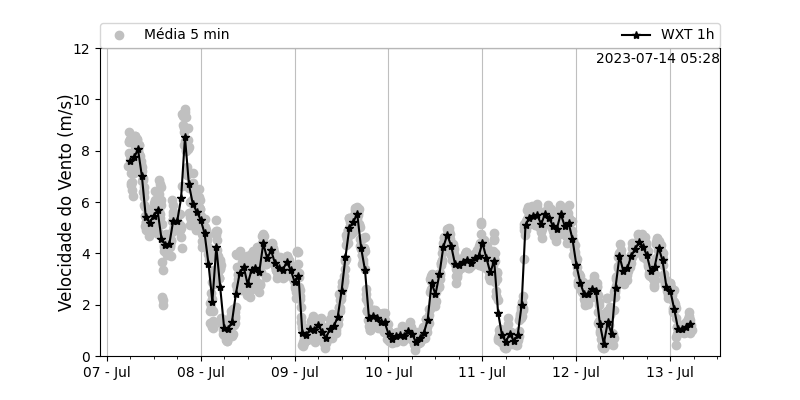 Média 5 min
WXT 1h
2023-07-14 05:28
Velocidade do Vento (m/s)
12
10
8
6
4
2
0
07 - Jul
08 - Jul
09 - Jul
10 - Jul
11 - Jul
12 - Jul
13 - Jul